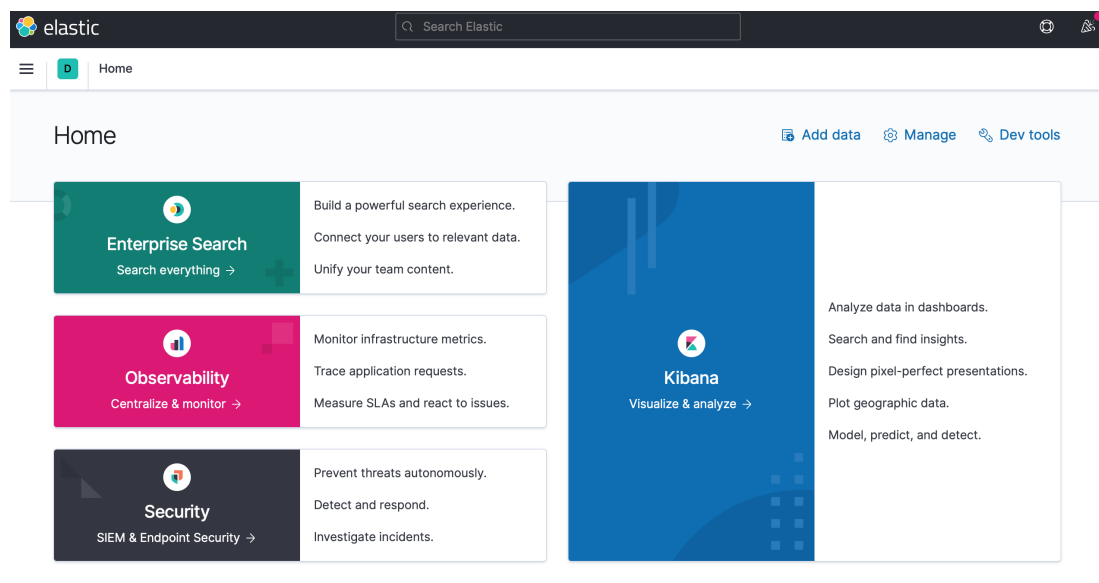 elastic
Search Elastic
D
Home
Home
Add data
Manage
Dev tools
Enterprise Search
Search everything →
Build a powerful search experience.
Connect your users to relevant data.
Unify your team content.
Observability
Centralize & monitor →
Monitor infrastructure metrics.
Trace application requests.
Measure SLAs and react to issues.
Security
SIEM & Endpoint Security →
Prevent threats autonomously.
Detect and respond.
Investigate incidents.
Kibana
Visualize & analyze →
Analyze data in dashboards.
Search and find insights.
Design pixel-perfect presentations.
Plot geographic data.
Model, predict, and detect.